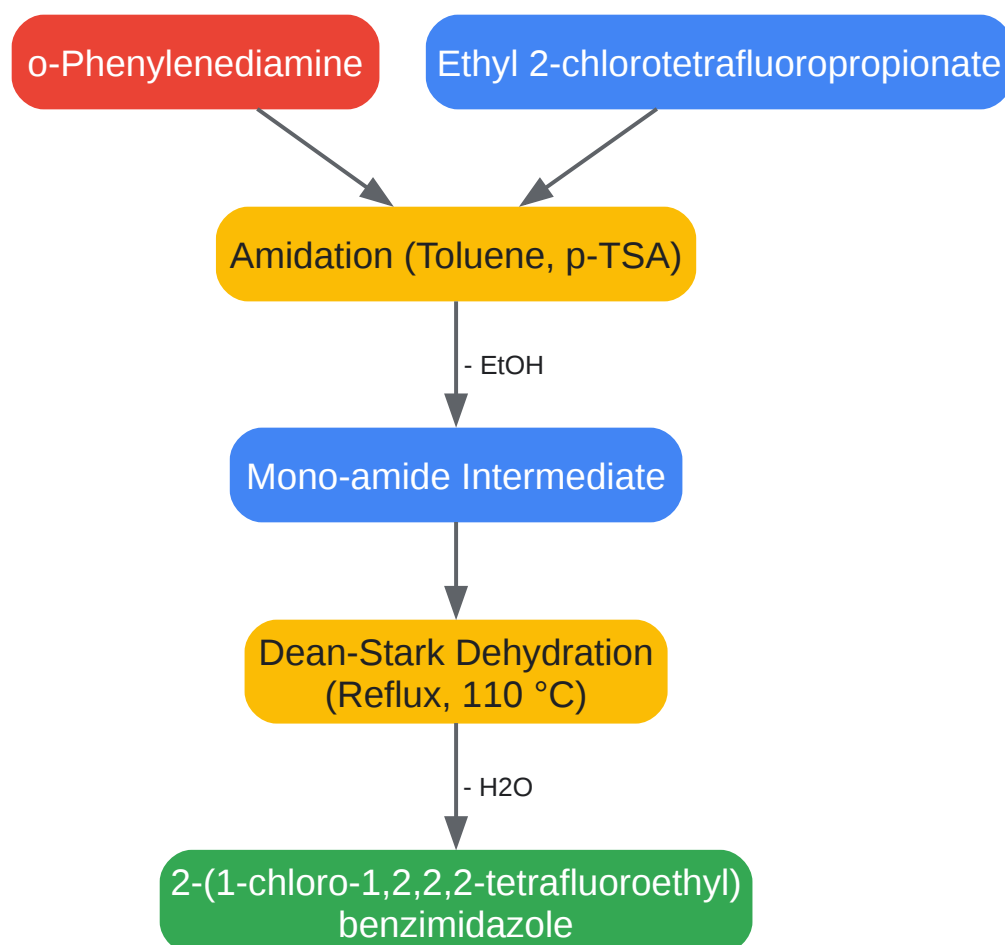 o-Phenylenediamine
Ethyl 2-chlorotetrafluoropropionate
Amidation (Toluene, p-TSA)
- EtOH
Mono-amide Intermediate
Dean-Stark Dehydration
(Reflux, 110 °C)
- H2O
2-(1-chloro-1,2,2,2-tetrafluoroethyl)
benzimidazole